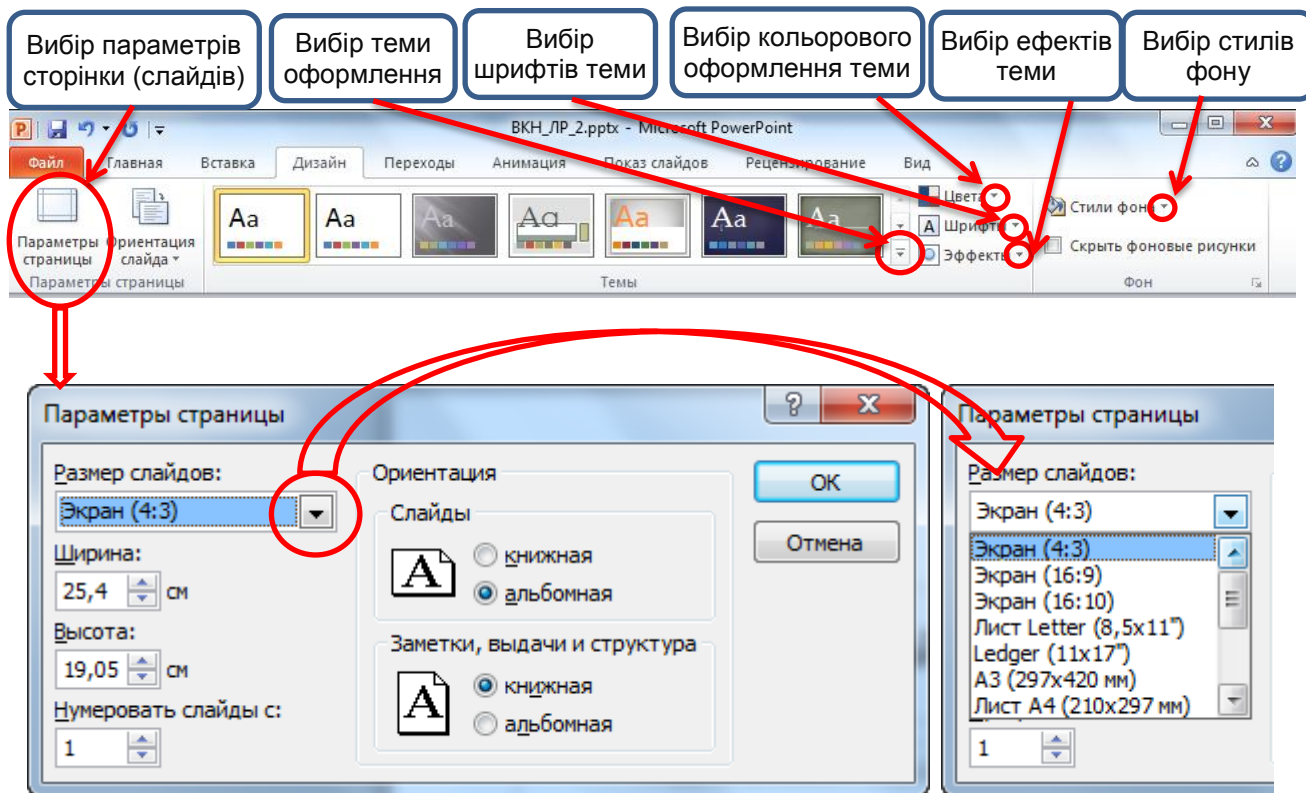 Вибір параметрів
сторінки (слайдів)
Вибір теми
оформлення
Вибір
шрифтів теми
Вибір кольорового
оформлення теми
Вибір ефектів
теми
Вибір стилів
фону
ВКН_ЛР_2.pptx - Microsoft PowerPoint
Файл Главная Вставка Дизайн Переходы Анимация Показ слайдов Рецензирование Вид
Параметры
страницы
Ориентация
слайда
Параметры страницы
Aa Aa Aa Aa Aa Aa Aa
Темы
Цвета
Шрифты
Эффекты
Стили фона
Скрыть фоновые рисунки
Фон
Параметры страницы
Размер слайдов:
Экран (4:3)
Ширина:
25,4 см
Высота:
19,05 см
Нумеровать слайды с:
1
Ориентация
Слайды
A
книжная
альбомная
Заметки, выдачи и структура
A
книжная
альбомная
ОК
Отмена
Параметры страницы
Размер слайдов:
Экран (4:3)
Экран (4:3)
Экран (16:9)
Экран (16:10)
Лист Letter (8,5x11")
Ledger (11x17")
A3 (297x420 мм)
Лист A4 (210x297 мм)
1